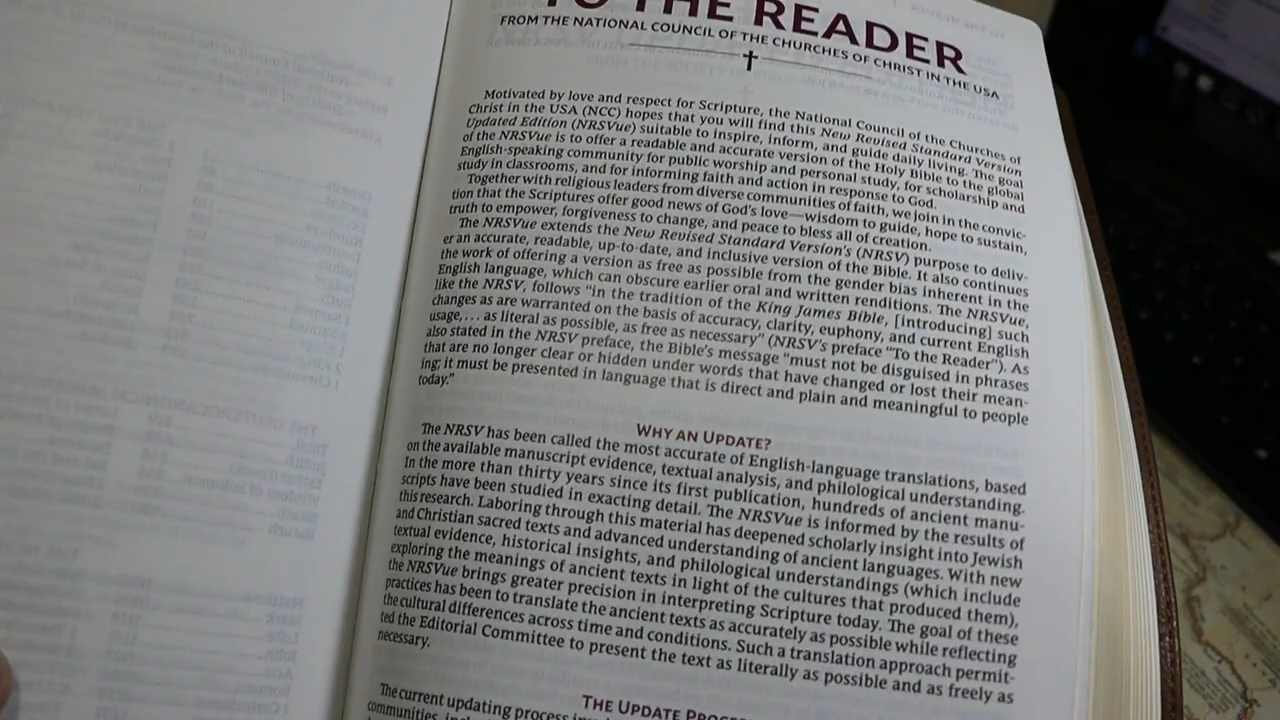 TO THE READER
FROM THE NATIONAL COUNCIL OF THE CHURCHES OF CHRIST IN THE USA
Motivated by love and respect for Scripture, the National Council of the Churches of
Christ in the USA (NCC) hopes that you will find this New Revised Standard Version
Updated Edition (NRSVue) suitable to inspire, inform, and guide daily living. The goal
of the NRSVue is to offer a readable and accurate version of the Holy Bible to the global
English-speaking community for public worship and personal study, for scholarship and
study in classrooms, and for informing faith and action in response to God.
Together with religious leaders from diverse communities of faith, we join in the convic-
tion that the Scriptures offer good news of God's love—wisdom to guide, hope to sustain,
truth to empower, forgiveness to change, and peace to bless all of creation.
The NRSVue extends the New Revised Standard Version's (NRSV) purpose to deliv-
er an accurate, readable, up-to-date, and inclusive version of the Bible. It also continues
the work of offering a version as free as possible from the gender bias inherent in the
English language, which can obscure earlier oral and written renditions. The NRSVue,
like the NRSV, follows "in the tradition of the King James Bible, [introducing] such
changes as are warranted on the basis of accuracy, clarity, euphony, and current English
usage,... as literal as possible, as free as necessary" (NRSV's preface "To the Reader"). As
also stated in the NRSV preface, the Bible's message "must not be disguised in phrases
that are no longer clear or hidden under words that have changed or lost their mean-
ing; it must be presented in language that is direct and plain and meaningful to people
today."
WHY AN UPDATE?
The NRSV has been called the most accurate of English-language translations, based
on the available manuscript evidence, textual analysis, and philological understanding.
In the more than thirty years since its first publication, hundreds of ancient manu-
scripts have been studied in exacting detail. The NRSVue is informed by the results of
this research. Laboring through this material has deepened scholarly insight into Jewish
and Christian sacred texts and advanced understanding of ancient languages. With new
textual evidence, historical insights, and philological understandings (which include
exploring the meanings of ancient texts in light of the cultures that produced them),
the NRSVue brings greater precision in interpreting Scripture today. The goal of these
practices has been to translate the ancient texts as accurately as possible while reflecting
the cultural differences across time and conditions. Such a translation approach permit-
ted the Editorial Committee to present the text as literally as possible and as freely as
necessary.
THE UPDATE
The current updating process
communities,